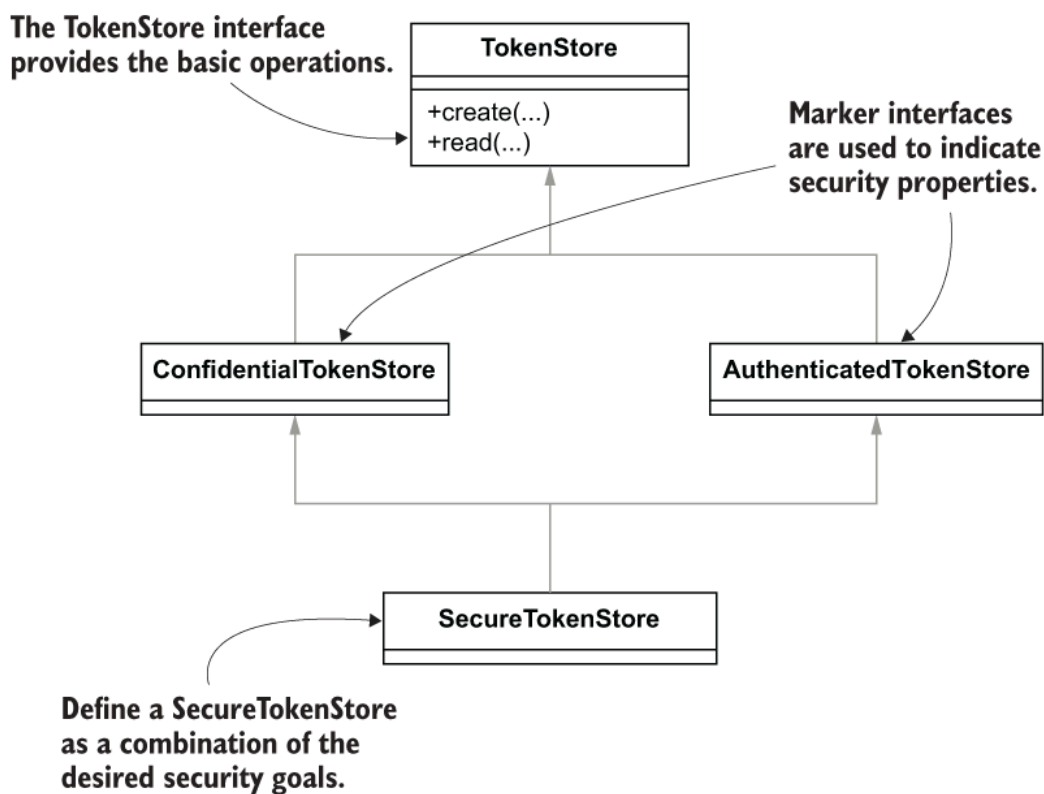 The TokenStore interface
provides the basic operations.
TokenStore
+create(...)
+read(...)
Marker interfaces
are used to indicate
security properties.
ConfidentialTokenStore
AuthenticatedTokenStore
SecureTokenStore
Define a SecureTokenStore
as a combination of the
desired security goals.